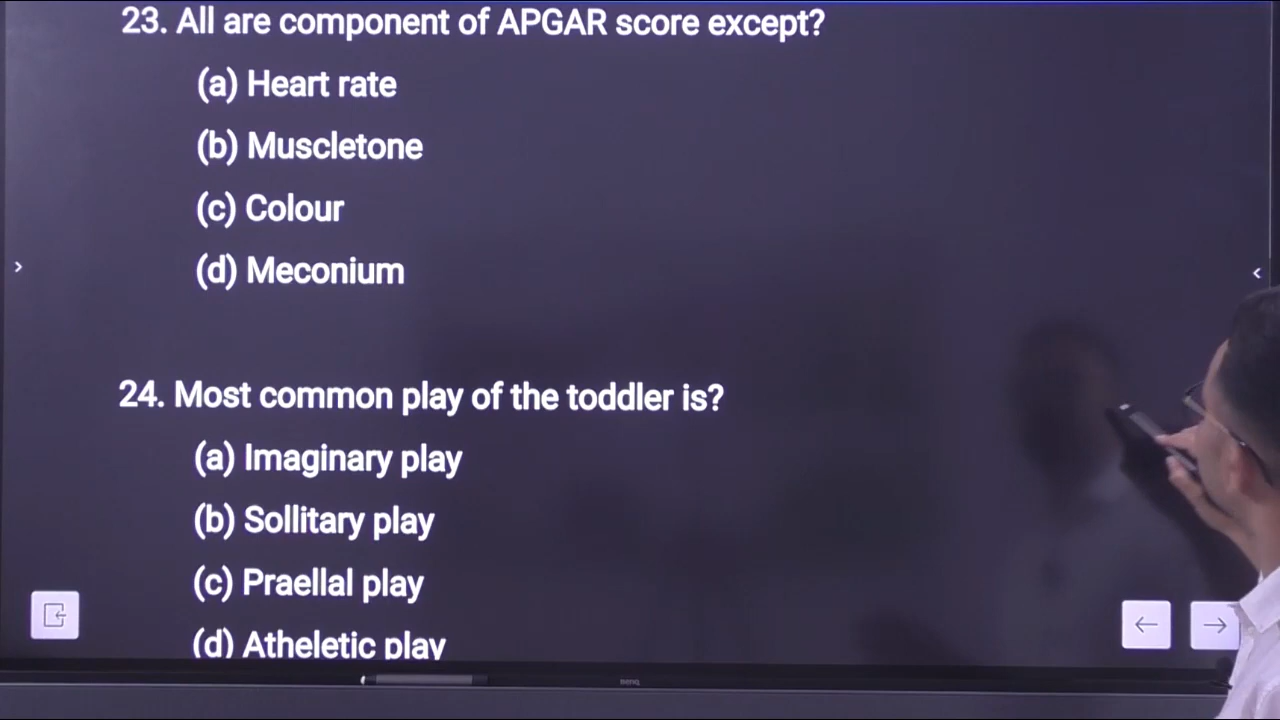 23. All are component of APGAR score except?
(a) Heart rate
(b) Muscletone
(c) Colour
(d) Meconium
24. Most common play of the toddler is?
(a) Imaginary play
(b) Sollitary play
(c) Praellal play
(d) Atheletic play
BenQ